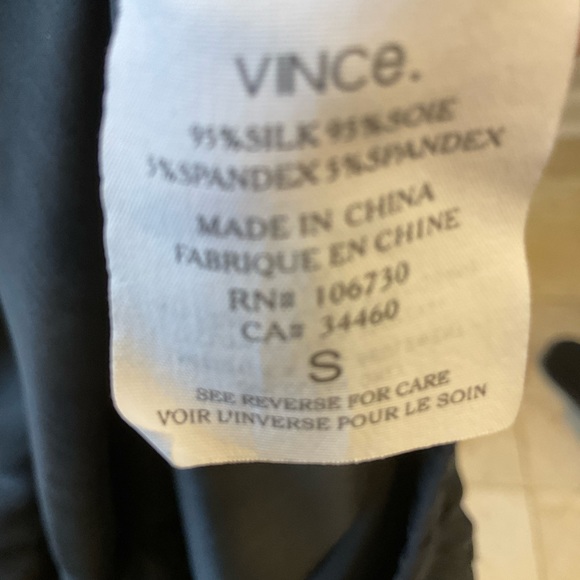 VINCe.
95%SILK 95%SOIE
5%SPANDEX 5%SPANDEX
MADE IN CHINA
FABRIQUE EN CHINE
RN# 106730
CA# 34460
S
SEE REVERSE FOR CARE
VOIR L'INVERSE POUR LE SOIN